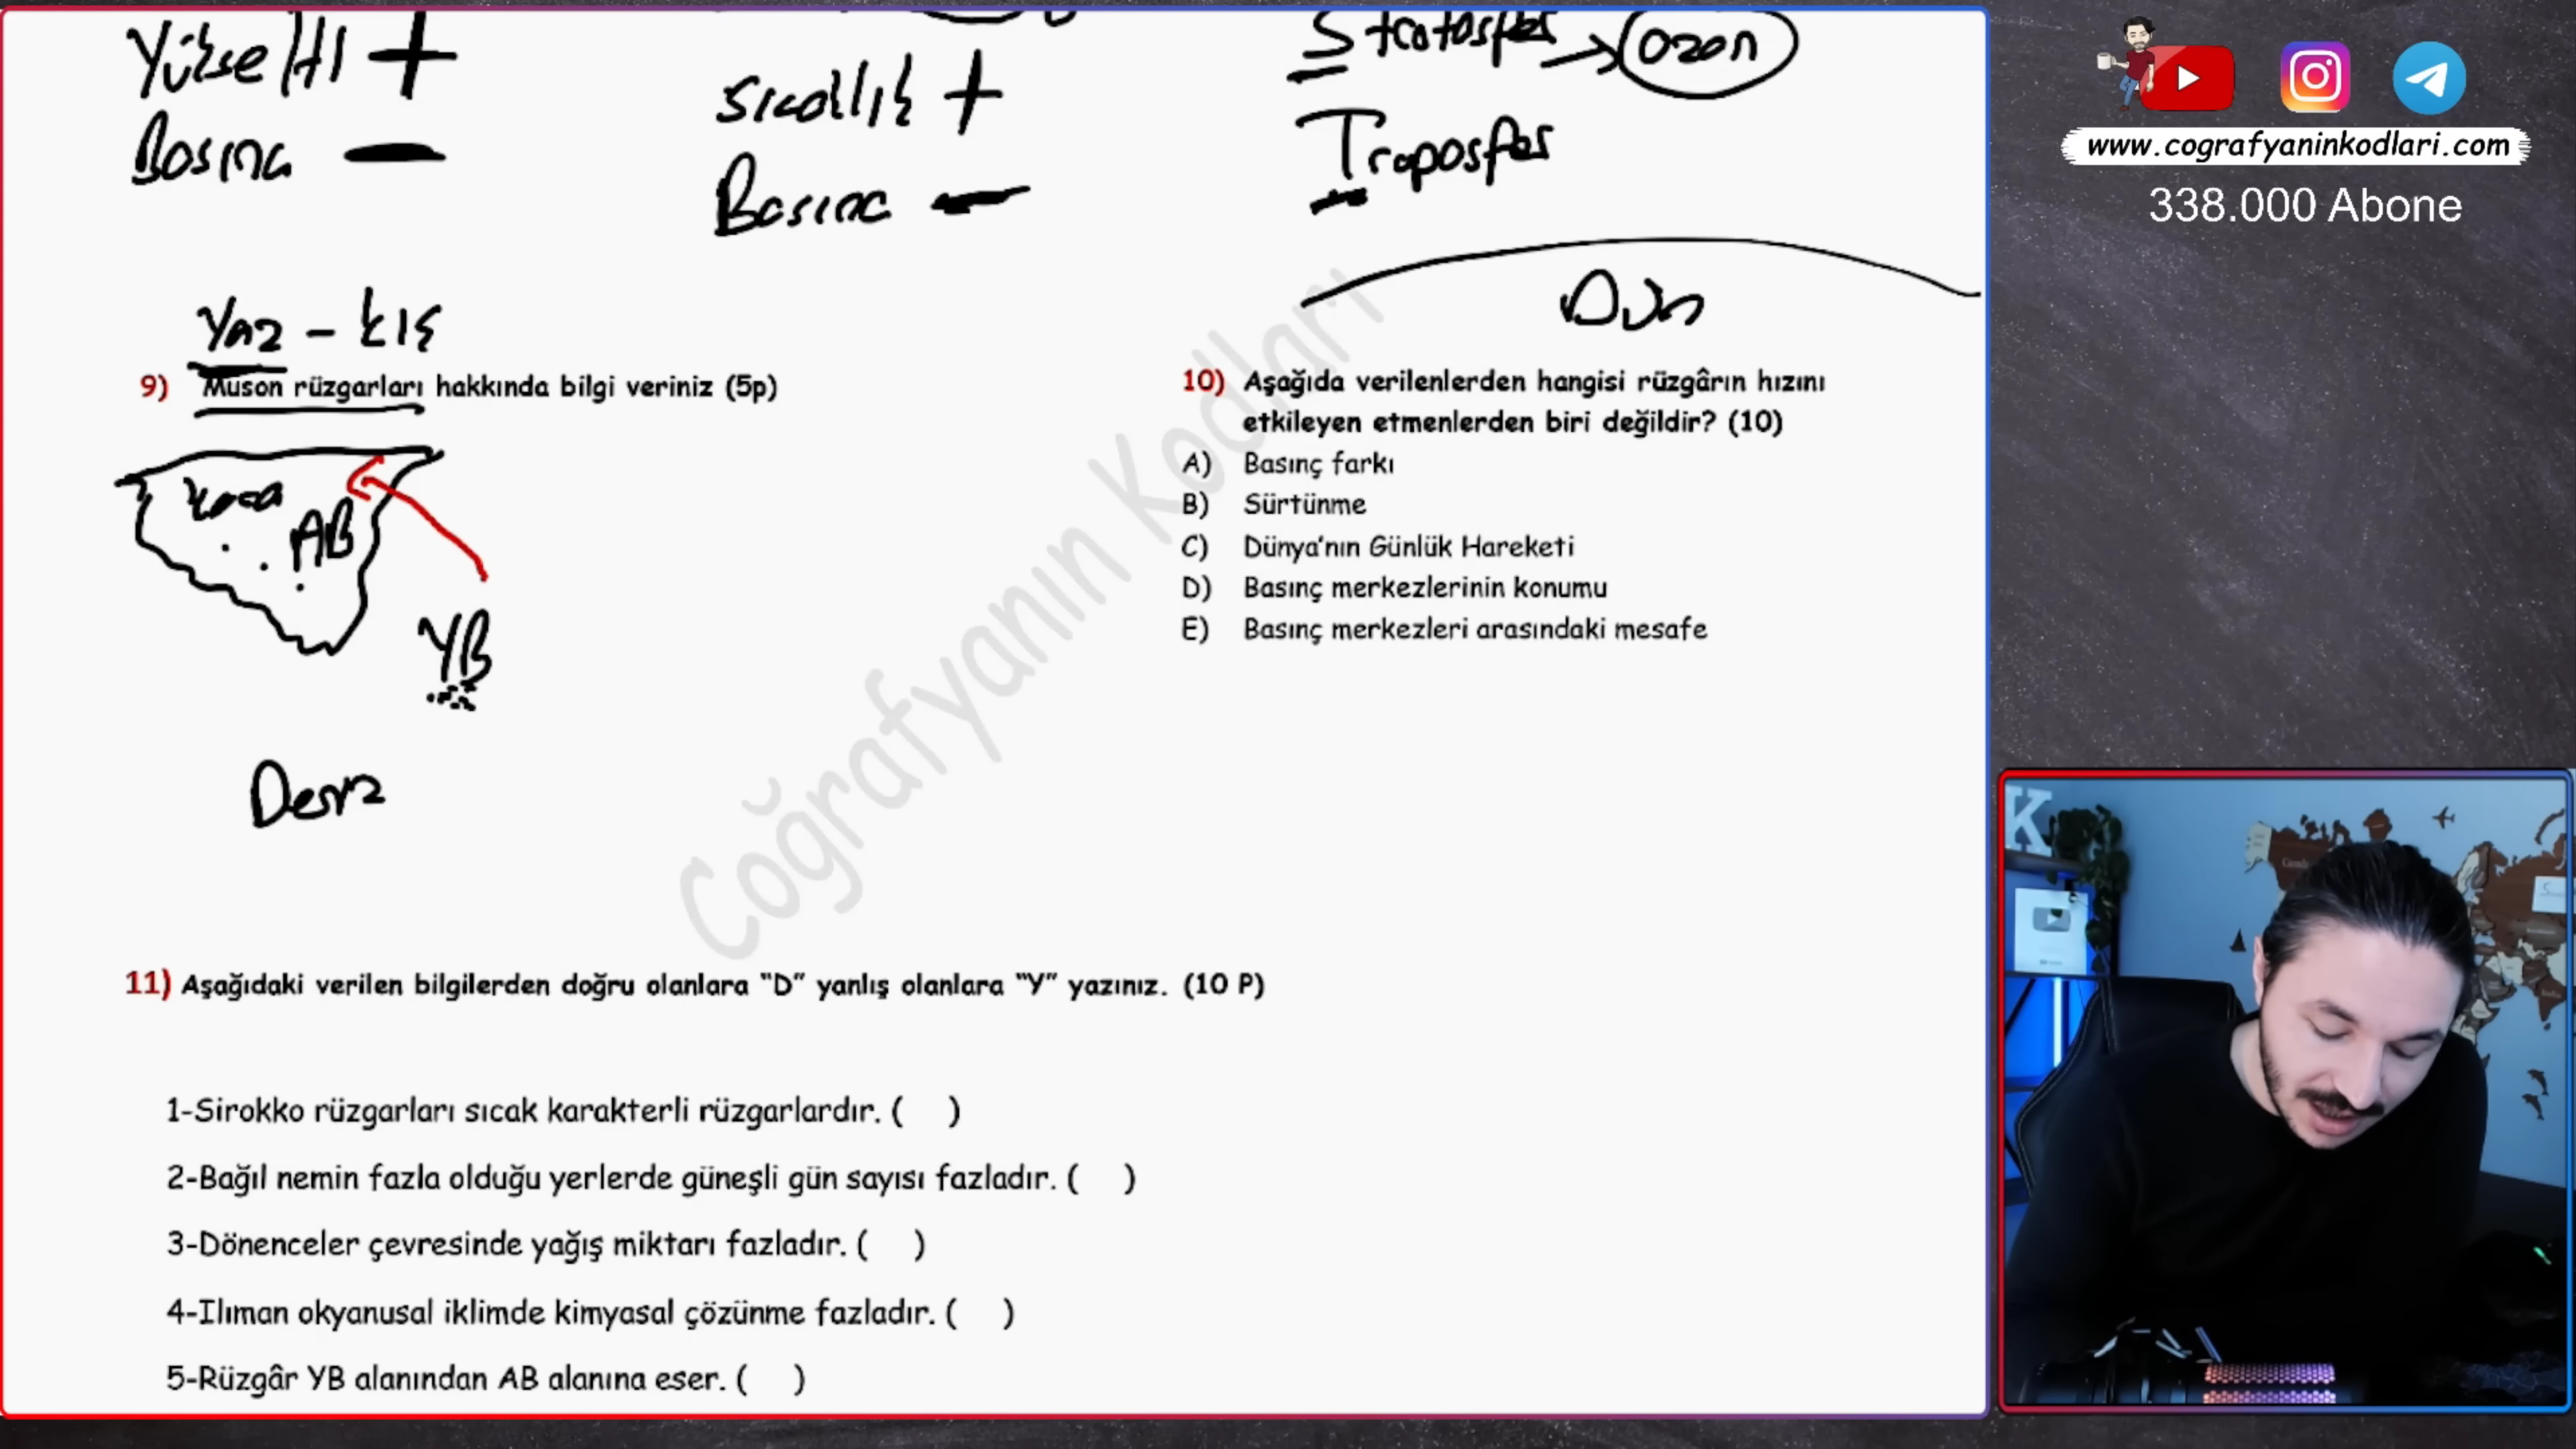 Yükselti +
Basınç -
Sıcaklık +
Basınç -
Stratosfer → Ozon
Troposfer
Dün
Yaz - Kış
9) Muson rüzgarları hakkında bilgi veriniz (5p)
Kara
AB
YB
Deniz
10) Aşağıda verilenlerden hangisi rüzgârın hızını
etkileyen etmenlerden biri değildir? (10)
A) Basınç farkı
B) Sürtünme
C) Dünya'nın Günlük Hareketi
D) Basınç merkezlerinin konumu
E) Basınç merkezleri arasındaki mesafe
Coğrafyanın Kodları
11) Aşağıdaki verilen bilgilerden doğru olanlara "D" yanlış olanlara "Y" yazınız. (10 P)
1-Sirokko rüzgarları sıcak karakterli rüzgarlardır. ( )
2-Bağıl nemin fazla olduğu yerlerde güneşli gün sayısı fazladır. ( )
3-Dönenceler çevresinde yağış miktarı fazladır. ( )
4-Ilıman okyanusal iklimde kimyasal çözünme fazladır. ( )
5-Rüzgâr YB alanından AB alanına eser. ( )
www.cografyaninkodlari.com
338.000 Abone
K